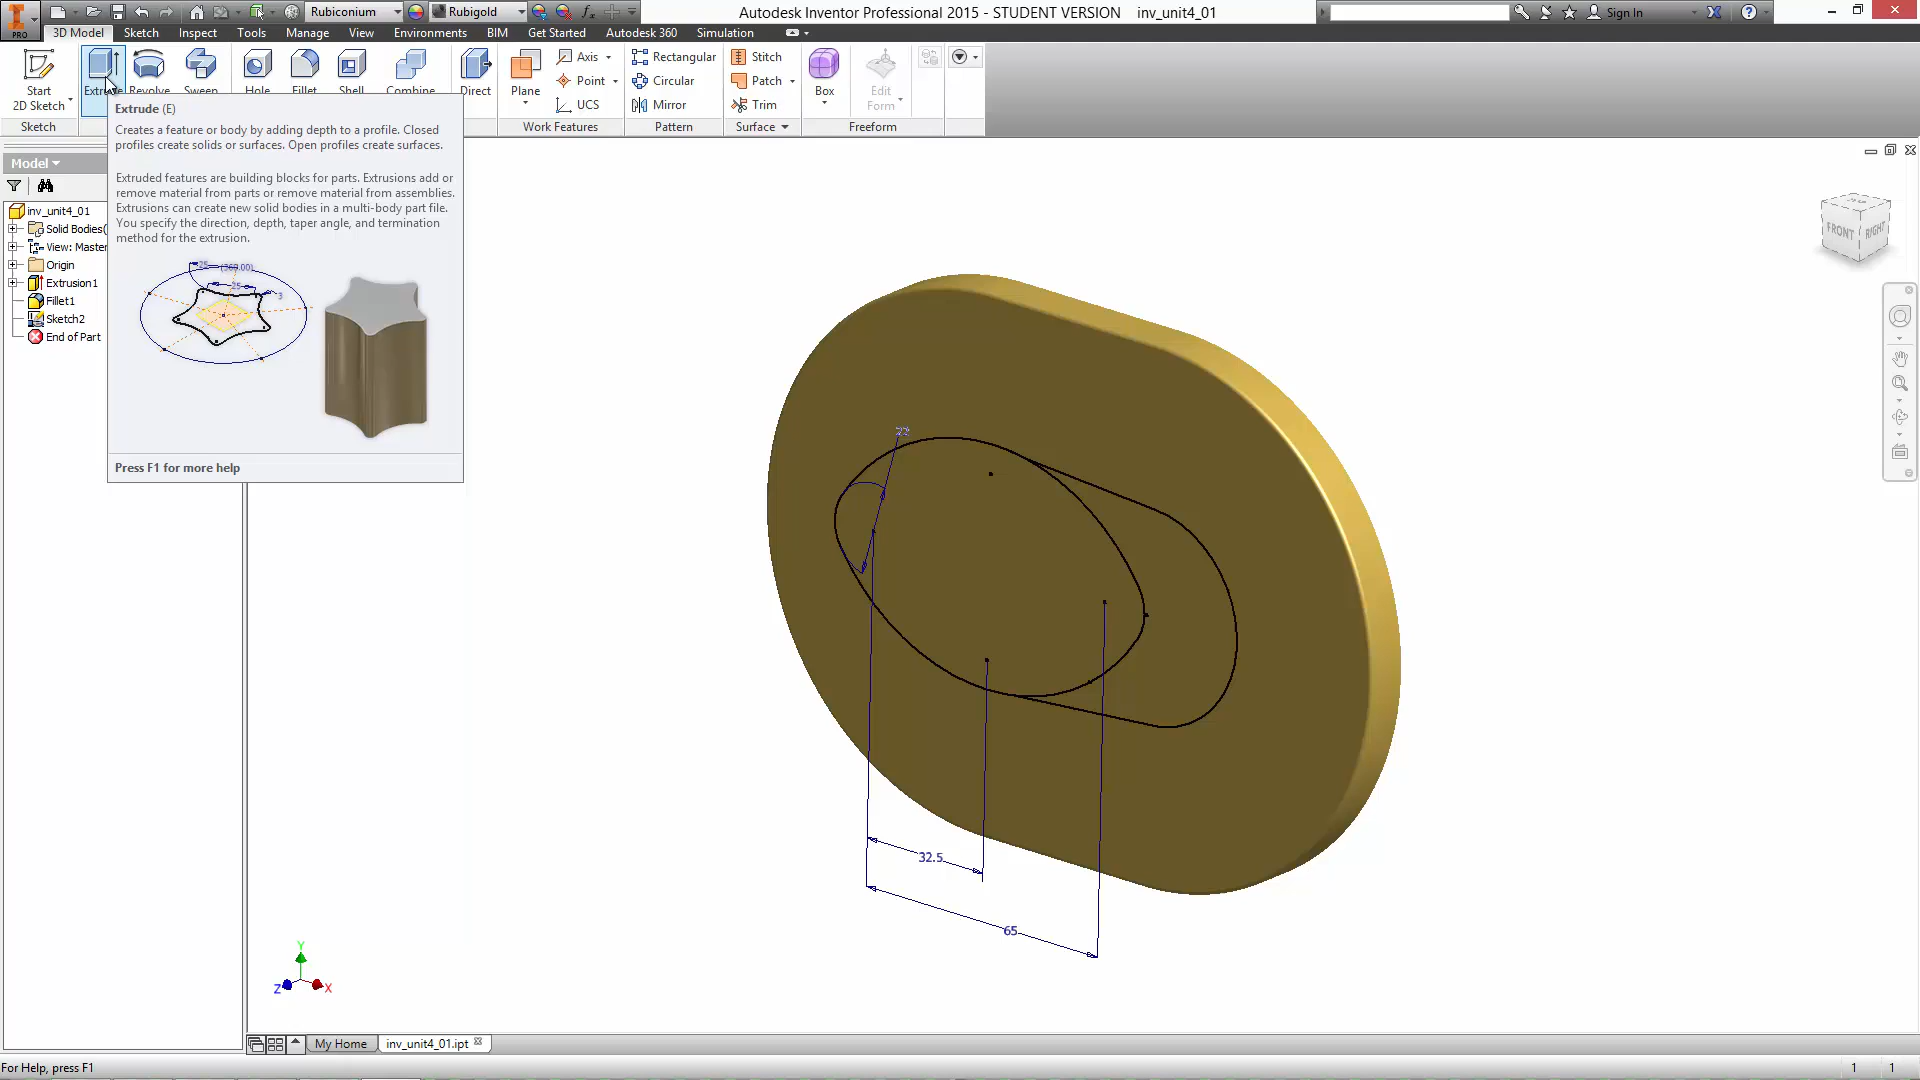 PRO
Rubiconium
Rubigold
Autodesk Inventor Professional 2015 - STUDENT VERSION inv_unit4_01
Sign In
3D Model Sketch Inspect Tools Manage View Environments BIM Get Started Autodesk 360 Simulation
Start
2D Sketch
Revolve
Sweep
Hole
Fillet
Shell
Combine
Direct
Plane
Axis
Point
UCS
Rectangular
Circular
Mirror
Stitch
Patch
Trim
Box
Edit
Form
Sketch
Work Features
Pattern
Surface
Freeform
Extrude (E)
Creates a feature or body by adding depth to a profile. Closed
profiles create solids or surfaces. Open profiles create surfaces.
Extruded features are building blocks for parts. Extrusions add or
remove material from parts or remove material from assemblies.
Extrusions can create new solid bodies in a multi-body part file.
You specify the direction, depth, taper angle, and termination
method for the extrusion.
25
(360.00)
25
3
Press F1 for more help
Model
inv_unit4_01
Solid Bodies(
View: Master
Origin
Extrusion1
Fillet1
Sketch2
End of Part
FRONT
RIGHT
22
32.5
65
Y
Z
X
My Home
inv_unit4_01.ipt
For Help, press F1
1
1